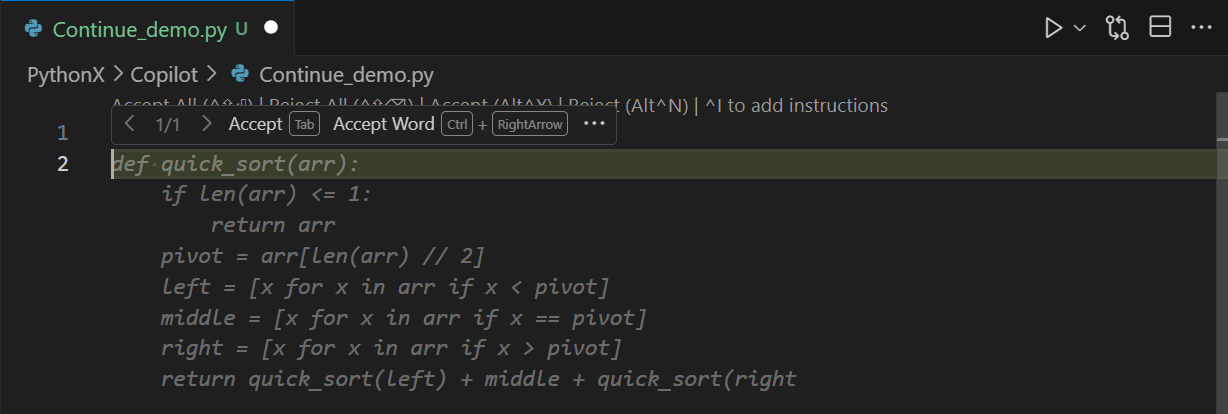 Continue_demo.py U
PythonX > Copilot > Continue_demo.py
Accept All (^⇧⏎) | Reject All (^⇧⌫) | Accept (Alt^Y) | Reject (Alt^N) | ^I to add instructions
1/1 Accept Tab Accept Word Ctrl + RightArrow ···
1
2 def quick_sort(arr):
    if len(arr) <= 1:
        return arr
    pivot = arr[len(arr) // 2]
    left = [x for x in arr if x < pivot]
    middle = [x for x in arr if x == pivot]
    right = [x for x in arr if x > pivot]
    return quick_sort(left) + middle + quick_sort(right